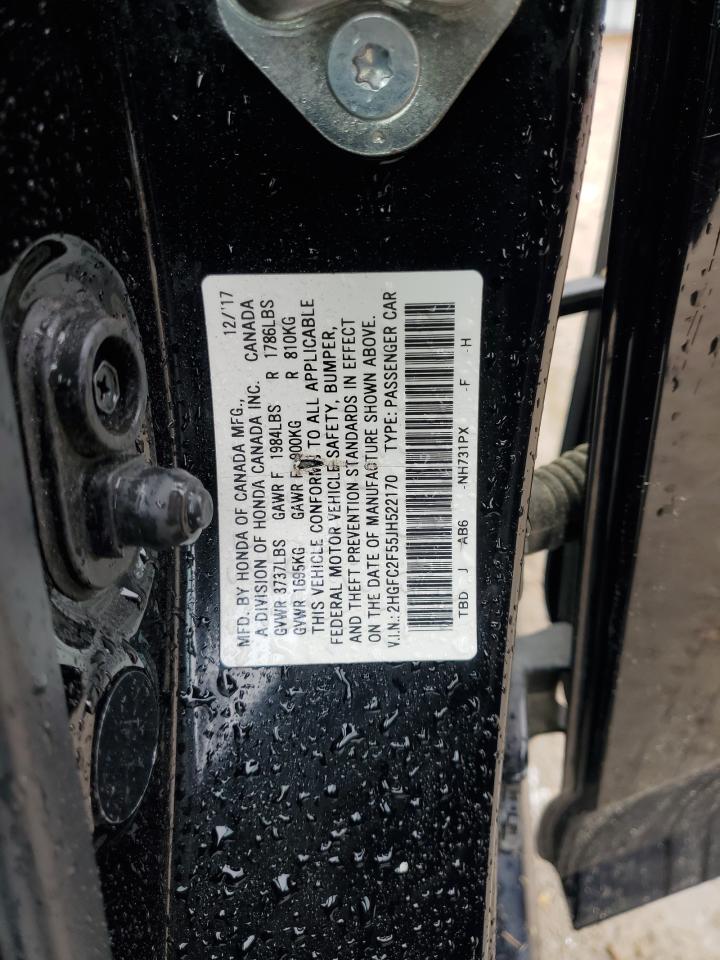 MFD. BY HONDA OF CANADA MFG., 12/'17
A DIVISION OF HONDA CANADA INC. CANADA
GVWR 3737LBS GAWR F 1984LBS R 1786LBS
GVWR 1695KG GAWR F 900KG R 810KG
THIS VEHICLE CONFORMS TO ALL APPLICABLE
FEDERAL MOTOR VEHICLE SAFETY, BUMPER,
AND THEFT PREVENTION STANDARDS IN EFFECT
ON THE DATE OF MANUFACTURE SHOWN ABOVE.
V.I.N.: 2HGFC2F55JH522170 TYPE: PASSENGER CAR
TBD J AB6 -NH731PX -F -H